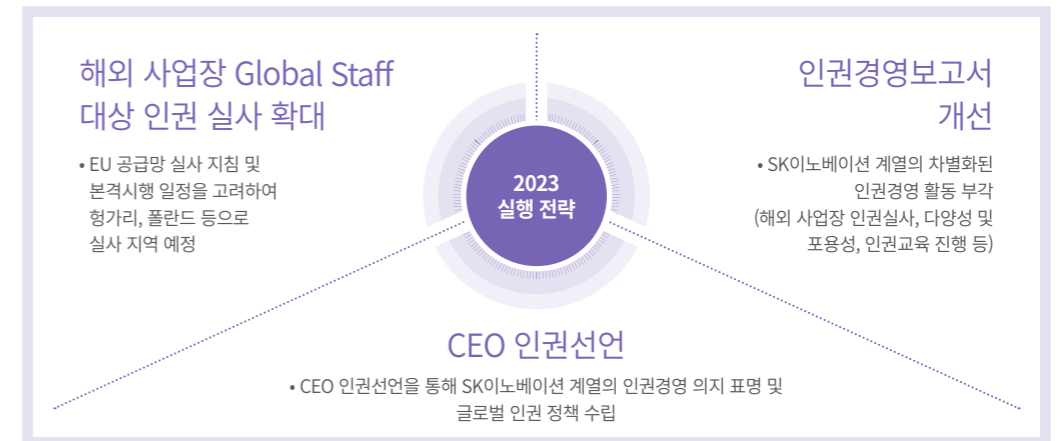 해외 사업장 Global Staff
대상 인권 실사 확대
• EU 공급망 실사 지침 및
본격시행 일정을 고려하여
헝가리, 폴란드 등으로
실사 지역 예정
2023
실행 전략
인권경영보고서
개선
• SK이노베이션 계열의 차별화된
인권경영 활동 부각
(해외 사업장 인권실사, 다양성 및
포용성, 인권교육 진행 등)
CEO 인권선언
• CEO 인권선언을 통해 SK이노베이션 계열의 인권경영 의지 표명 및
글로벌 인권 정책 수립